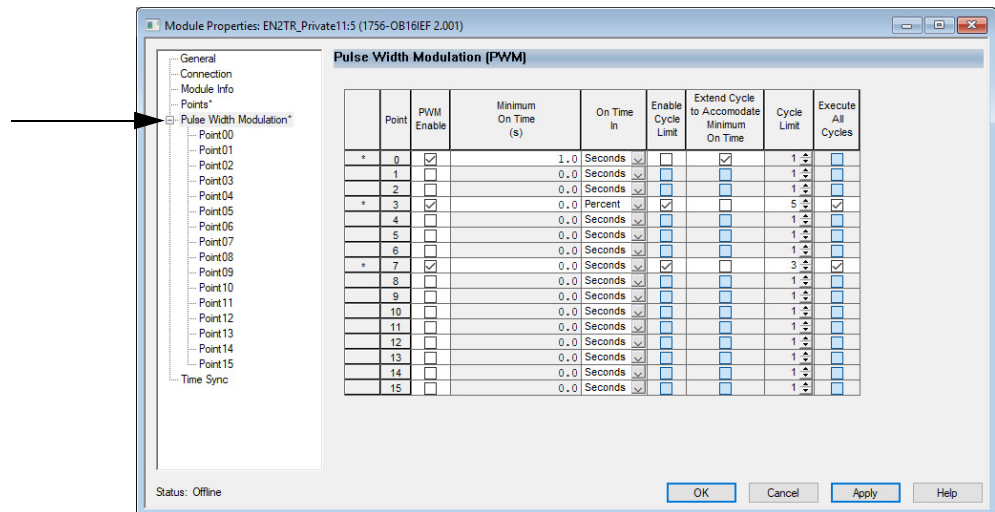 Module Properties: EN2TR_Private11:5 (1756-OB16IEF 2.001)
General
Connection
Module Info
Points*
Pulse Width Modulation*
Point00
Point01
Point02
Point03
Point04
Point05
Point06
Point07
Point08
Point09
Point10
Point11
Point12
Point13
Point14
Point15
Time Sync
Pulse Width Modulation (PWM)
Point PWM Enable Minimum On Time (s) On Time In Enable Cycle Limit Extend Cycle to Accomodate Minimum On Time Cycle Limit Execute All Cycles
* 0 1.0 Seconds 1
1 0.0 Seconds 1
2 0.0 Seconds 1
* 3 0.0 Percent 5
4 0.0 Seconds 1
5 0.0 Seconds 1
6 0.0 Seconds 1
* 7 0.0 Seconds 3
8 0.0 Seconds 1
9 0.0 Seconds 1
10 0.0 Seconds 1
11 0.0 Seconds 1
12 0.0 Seconds 1
13 0.0 Seconds 1
14 0.0 Seconds 1
15 0.0 Seconds 1
Status: Offline
OK Cancel Apply Help